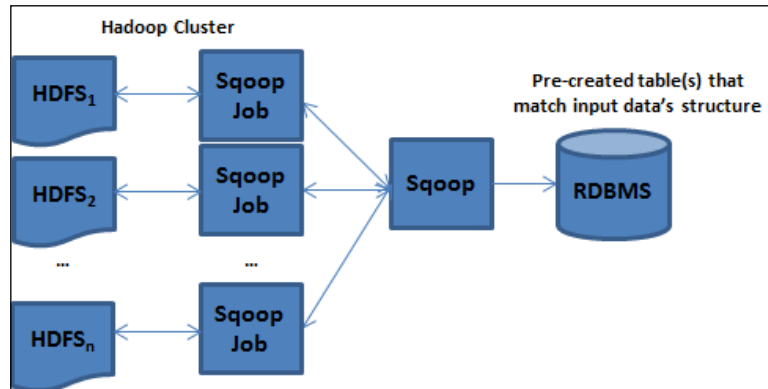 Hadoop Cluster
Pre-created table(s) that
match input data's structure
HDFS₁
Sqoop
Job
HDFS₂
Sqoop
Job
Sqoop
RDBMS
...
...
HDFSₙ
Sqoop
Job